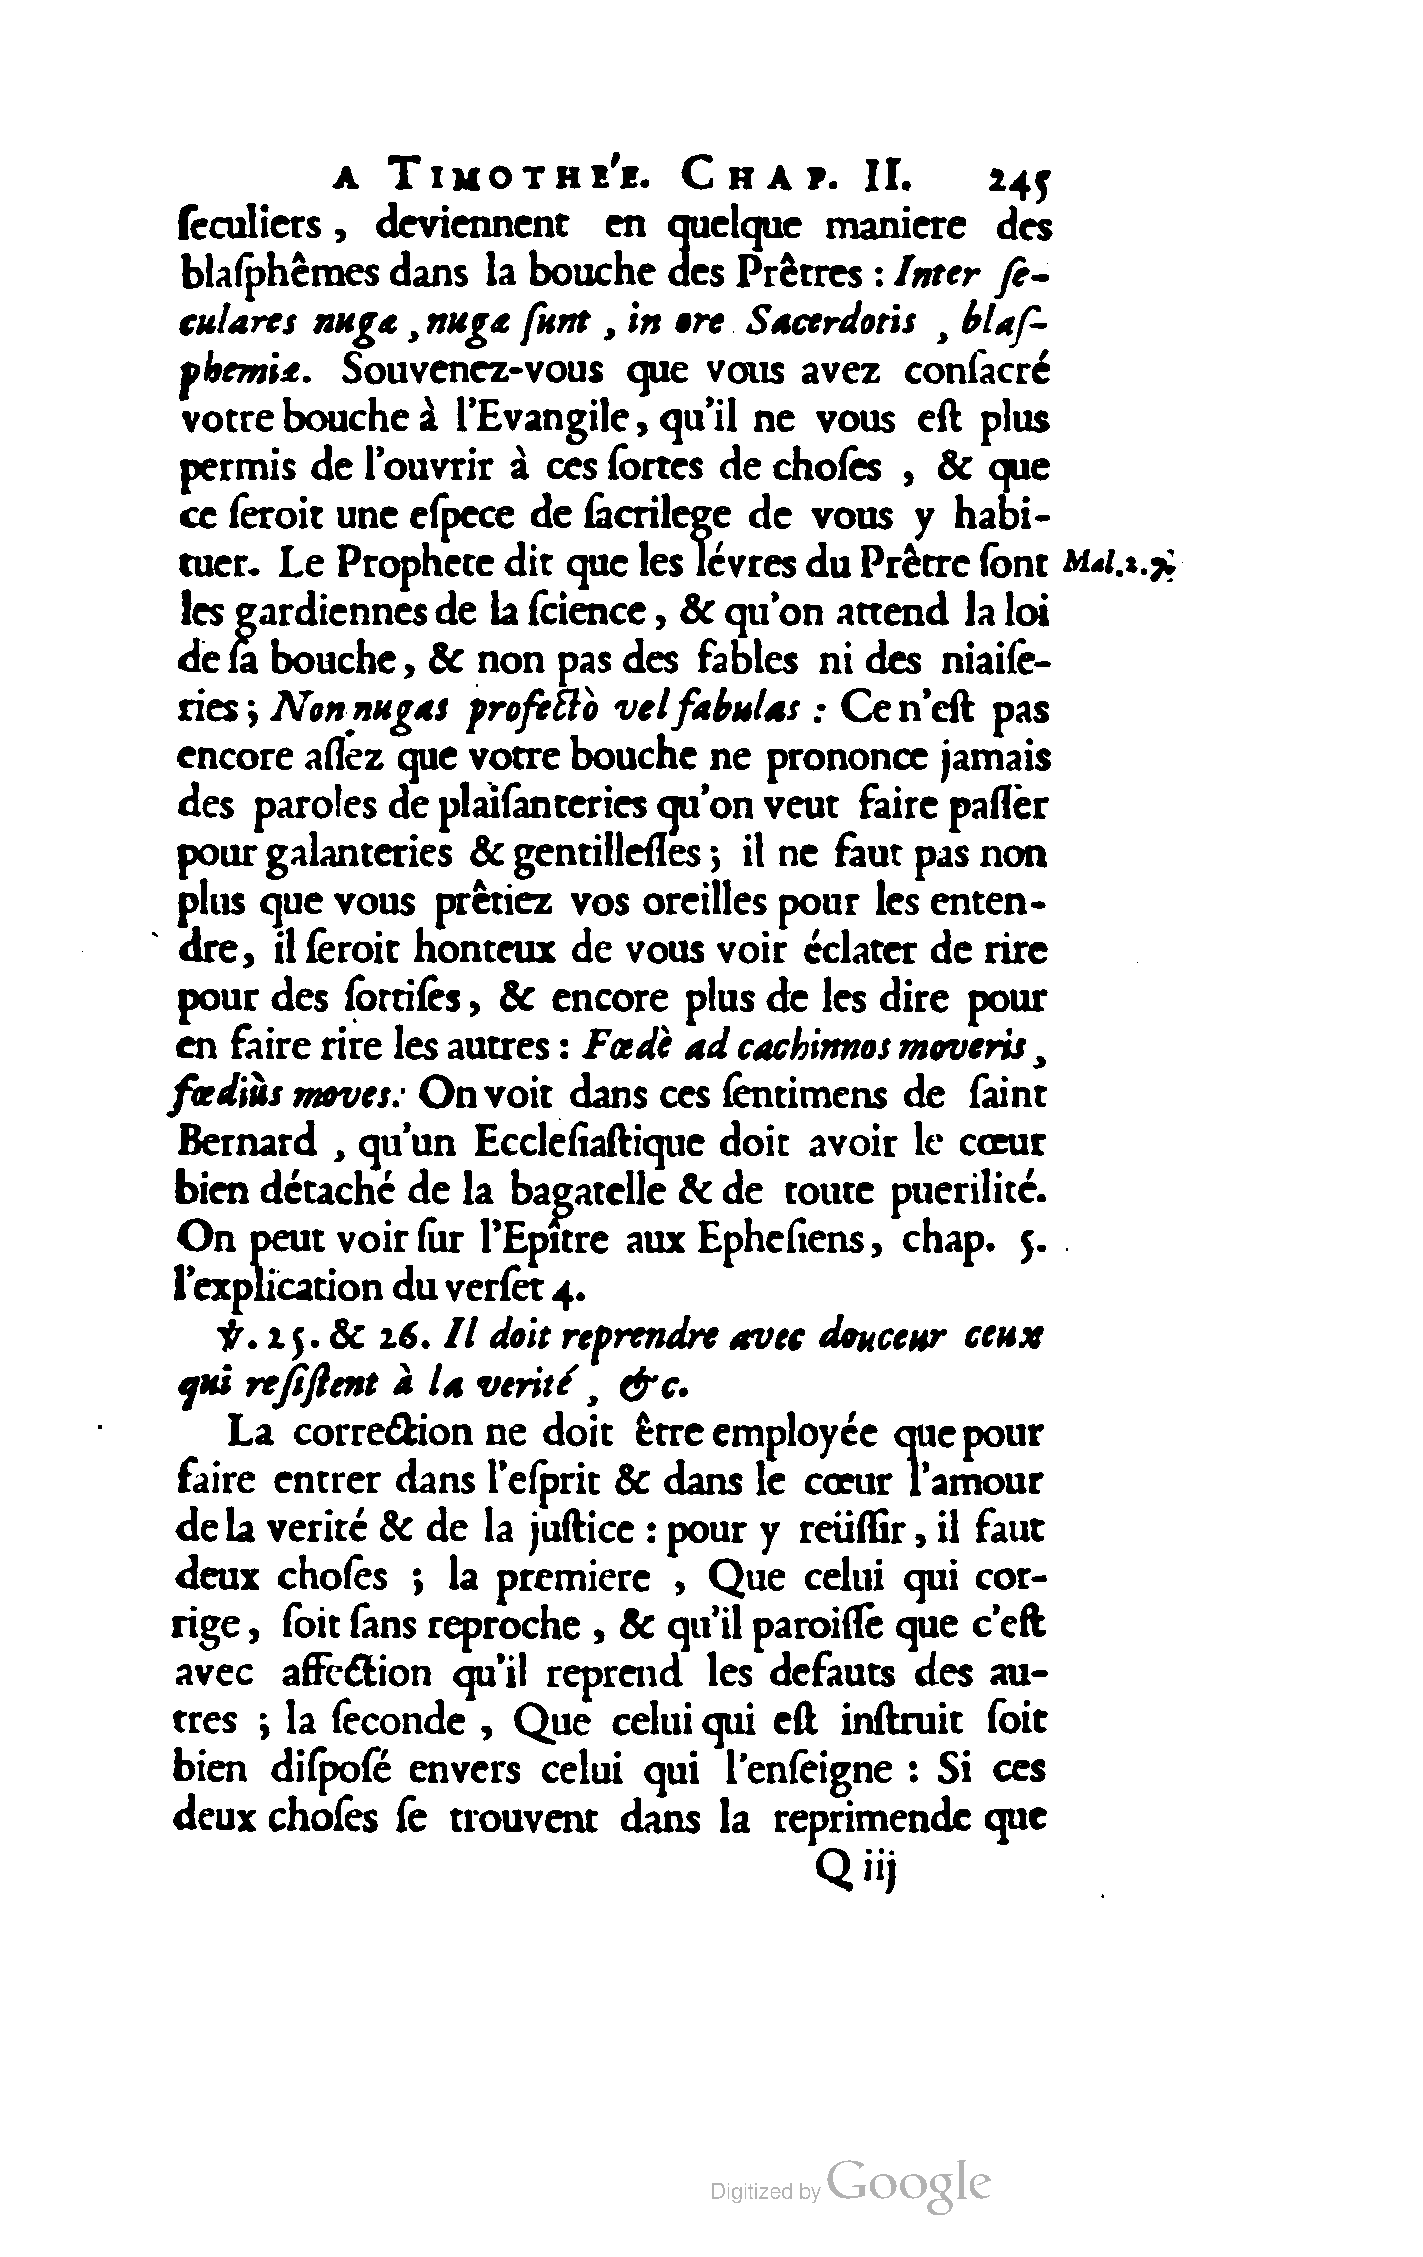 A TIMOTHE'E. CHAP. II. 245
ſeculiers, deviennent en quelque maniere des
blaſphêmes dans la bouche des Prêtres : Inter ſe-
culares nugæ, nugæ ſunt, in ore Sacerdotis, blaſ-
phemiæ. Souvenez-vous que vous avez conſacré
votre bouche à l'Evangile, qu'il ne vous eſt plus
permis de l'ouvrir à ces ſortes de choſes, & que
ce ſeroit une eſpece de ſacrilege de vous y habi-
tuer. Le Prophete dit que les lévres du Prêtre ſont Mal. 2. 7.
les gardiennes de la ſcience, & qu'on attend la loi
de ſa bouche, & non pas des fables ni des niaiſe-
ries; Non nugas profectò vel fabulas : Ce n'eſt pas
encore aſſez que votre bouche ne prononce jamais
des paroles de plaiſanteries qu'on veut faire paſſer
pour galanteries & gentilleſſes; il ne faut pas non
plus que vous prêtiez vos oreilles pour les enten-
dre, il ſeroit honteux de vous voir éclater de rire
pour des ſottiſes, & encore plus de les dire pour
en faire rire les autres : Fœdè ad cachinnos moveris,
fœdiùs moves. On voit dans ces ſentimens de ſaint
Bernard, qu'un Eccleſiaſtique doit avoir le cœur
bien détaché de la bagatelle & de toute puerilité.
On peut voir ſur l'Epître aux Epheſiens, chap. 5.
l'explication du verſet 4.
℣. 25. & 26. Il doit reprendre avec douceur ceux
qui reſiſtent à la verité, &c.
La correction ne doit être employée que pour
faire entrer dans l'eſprit & dans le cœur l'amour
de la verité & de la juſtice : pour y reüſſir, il faut
deux choſes ; la premiere, Que celui qui cor-
rige, ſoit ſans reproche, & qu'il paroiſſe que c'eſt
avec affection qu'il reprend les defauts des au-
tres ; la ſeconde, Que celui qui eſt inſtruit ſoit
bien diſpoſé envers celui qui l'enſeigne : Si ces
deux choſes ſe trouvent dans la reprimende que
Q iij
Digitized by Google